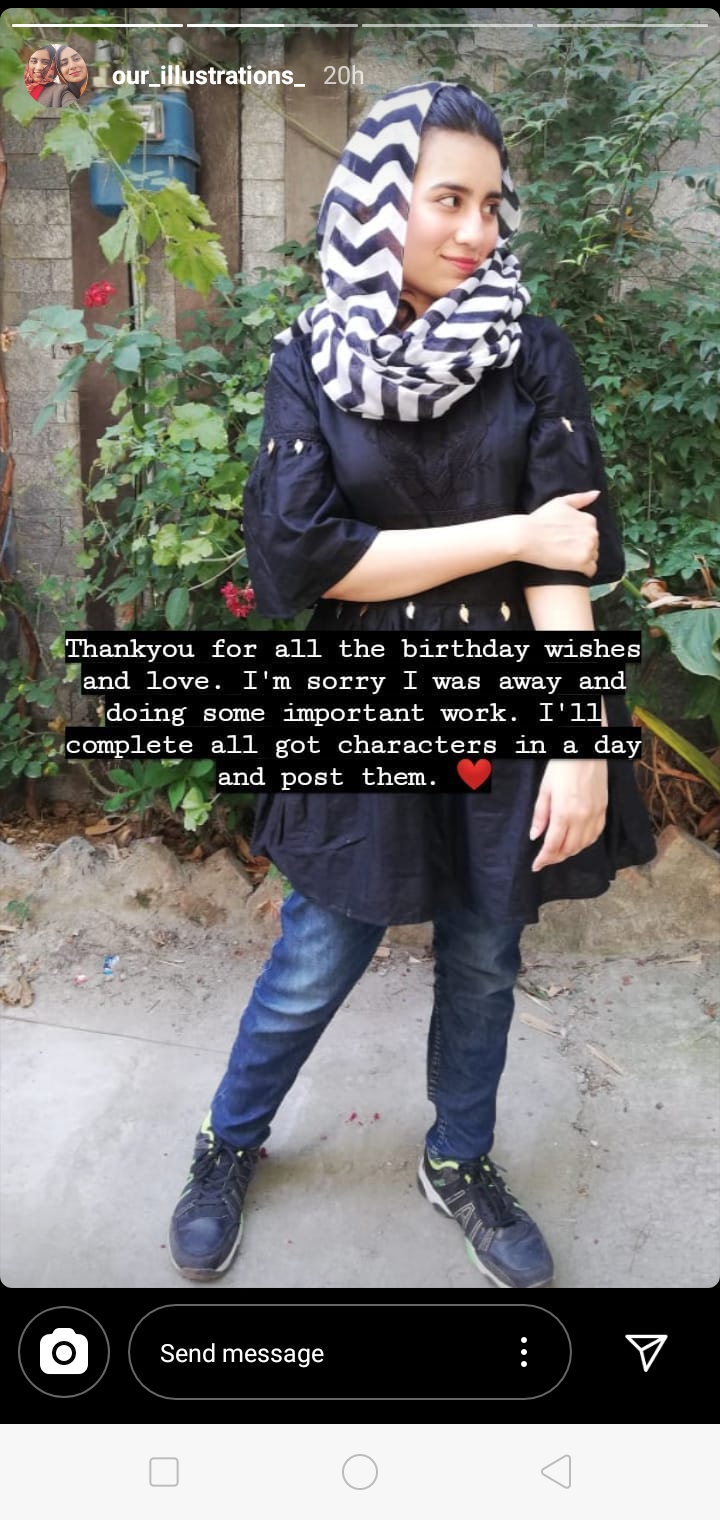 our_illustrations_ 20h
Thankyou for all the birthday wishes
and love. I'm sorry I was away and
doing some important work. I'll
complete all got characters in a day
and post them. ❤️
Send message